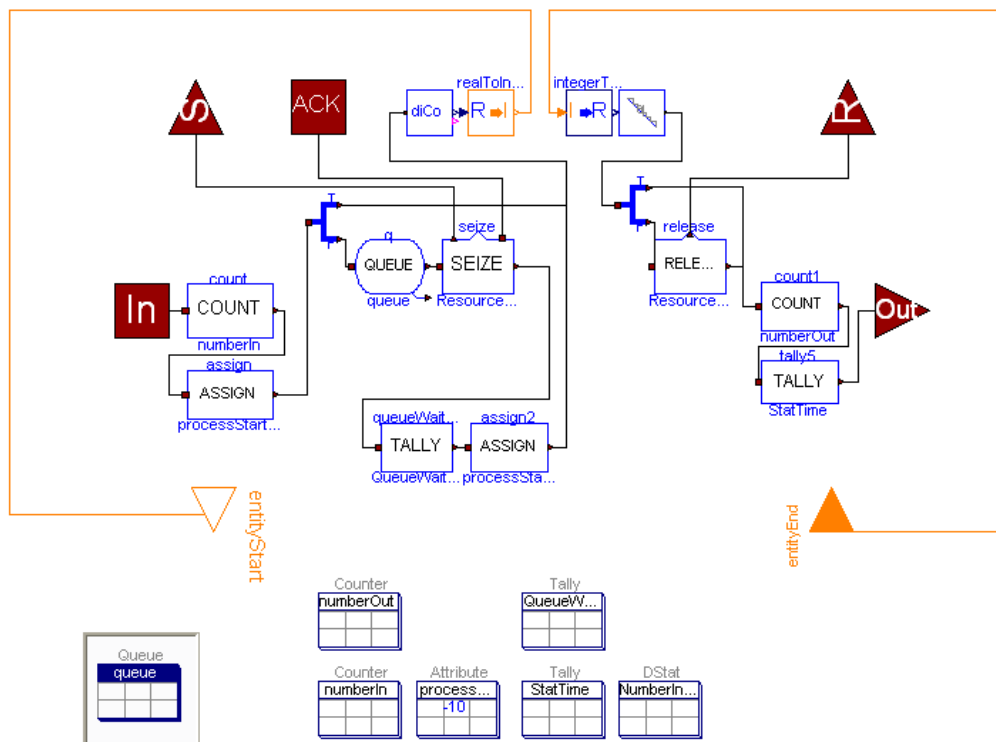 realToIn...
integerT...
S
ACK
diCo
R
I
I
R
R
T
T
F
F
q
seize
release
QUEUE
SEIZE
RELE...
queue
Resource...
Resource...
count
count1
In
COUNT
COUNT
Out
numberIn
numberOut
assign
tally5
ASSIGN
TALLY
processStart...
StatTime
queueWait...
assign2
TALLY
ASSIGN
QueueWait...
processSta...
entityStart
entityEnd
Counter
Tally
numberOut
QueueW...
Queue
queue
Counter
Attribute
Tally
DStat
numberIn
process...
StatTime
NumberIn...
-10